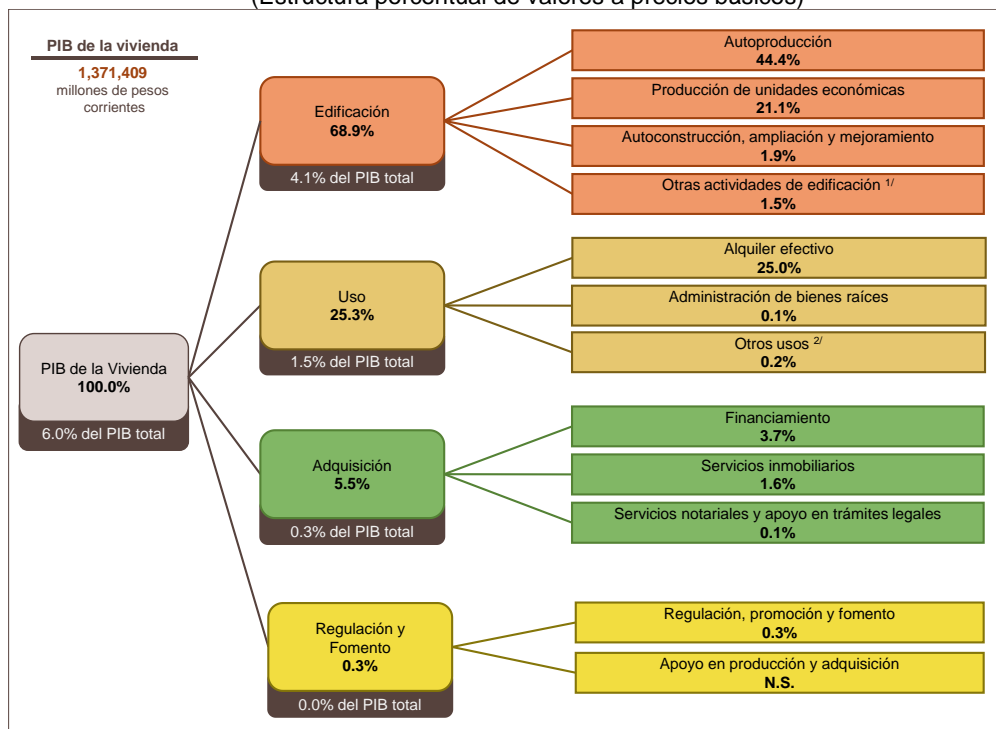 (Estructura porcentual de valores a precios básicos)
PIB de la vivienda
1,371,409
millones de pesos
corrientes
PIB de la Vivienda
100.0%
6.0% del PIB total
Edificación
68.9%
4.1% del PIB total
Autoproducción
44.4%
Producción de unidades económicas
21.1%
Autoconstrucción, ampliación y mejoramiento
1.9%
Otras actividades de edificación 1/
1.5%
Uso
25.3%
1.5% del PIB total
Alquiler efectivo
25.0%
Administración de bienes raíces
0.1%
Otros usos 2/
0.2%
Adquisición
5.5%
0.3% del PIB total
Financiamiento
3.7%
Servicios inmobiliarios
1.6%
Servicios notariales y apoyo en trámites legales
0.1%
Regulación y
Fomento
0.3%
0.0% del PIB total
Regulación, promoción y fomento
0.3%
Apoyo en producción y adquisición
N.S.